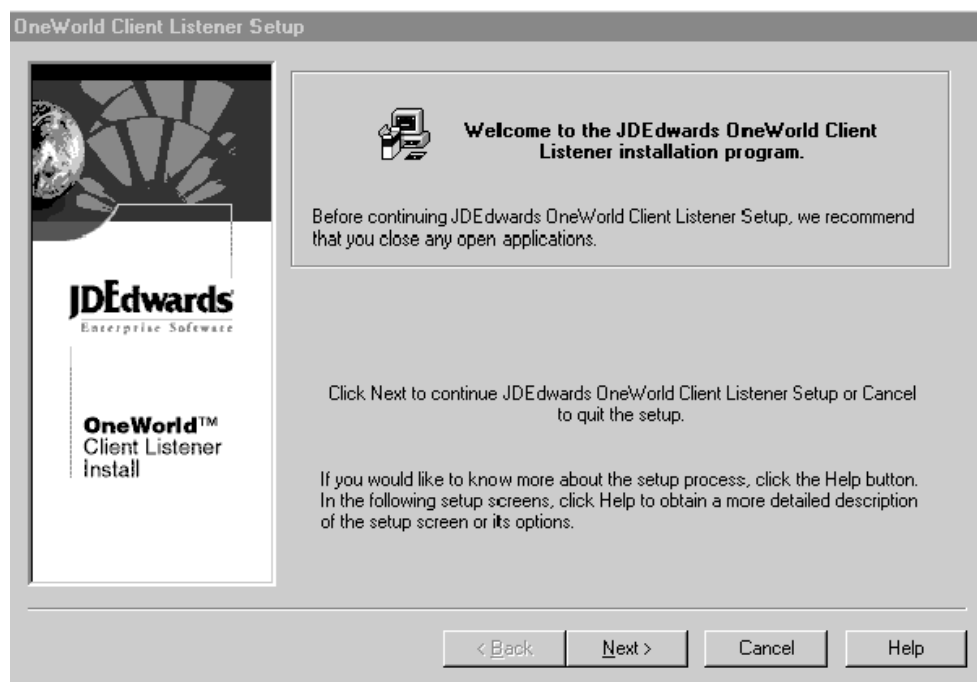 OneWorld Client Listener Setup
Welcome to the JDEdwards OneWorld Client
Listener installation program.
Before continuing JDEdwards OneWorld Client Listener Setup, we recommend
that you close any open applications.
JDEdwards
Enterprise Software
OneWorld™
Client Listener
Install
Click Next to continue JDEdwards OneWorld Client Listener Setup or Cancel
to quit the setup.
If you would like to know more about the setup process, click the Help button.
In the following setup screens, click Help to obtain a more detailed description
of the setup screen or its options.
< Back Next > Cancel Help